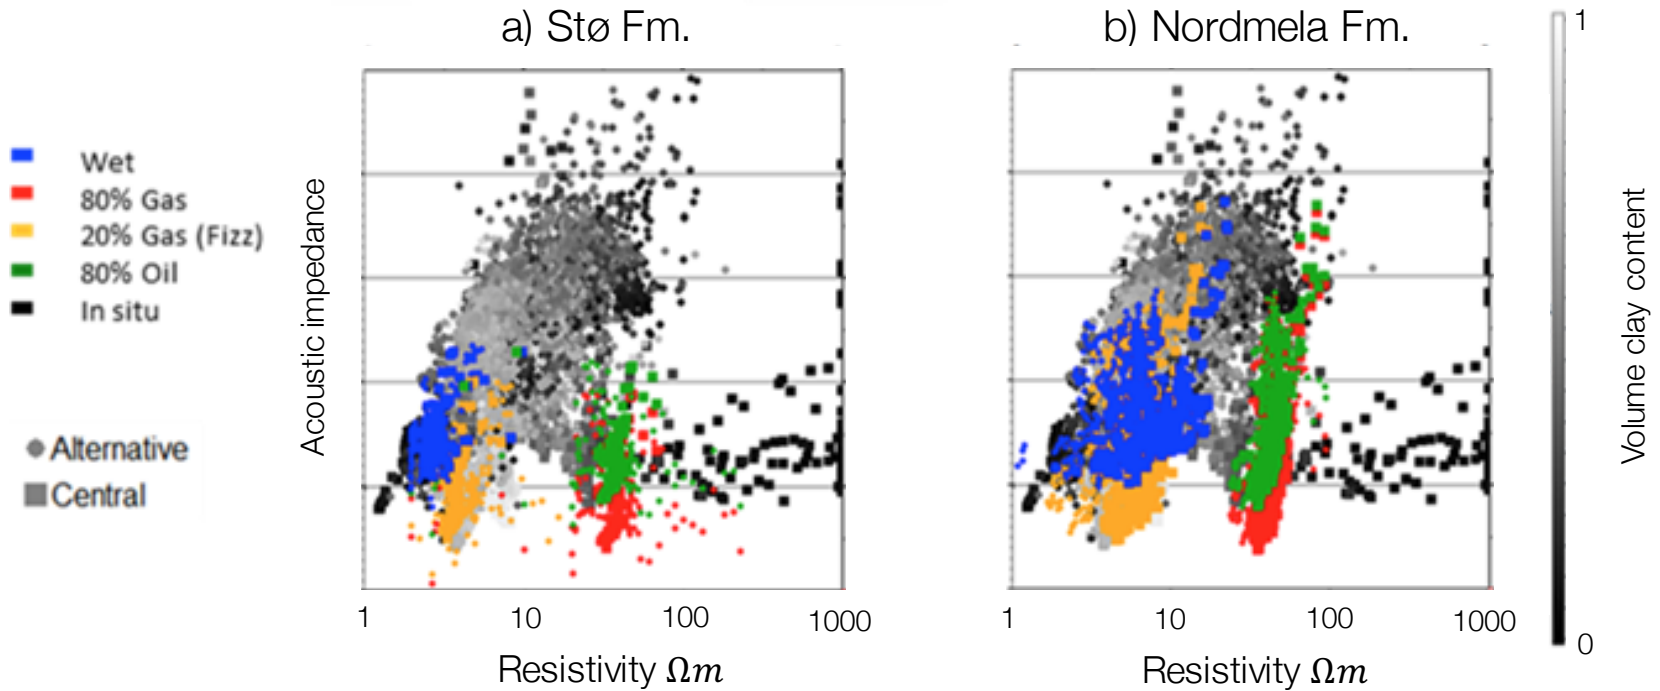 a) Stø Fm.
b) Nordmela Fm.
1
Wet
80% Gas
20% Gas (Fizz)
80% Oil
In situ
Acoustic impedance
Volume clay content
Alternative
Central
0
1
10
100
1000
1
10
100
1000
Resistivity Ωm
Resistivity Ωm